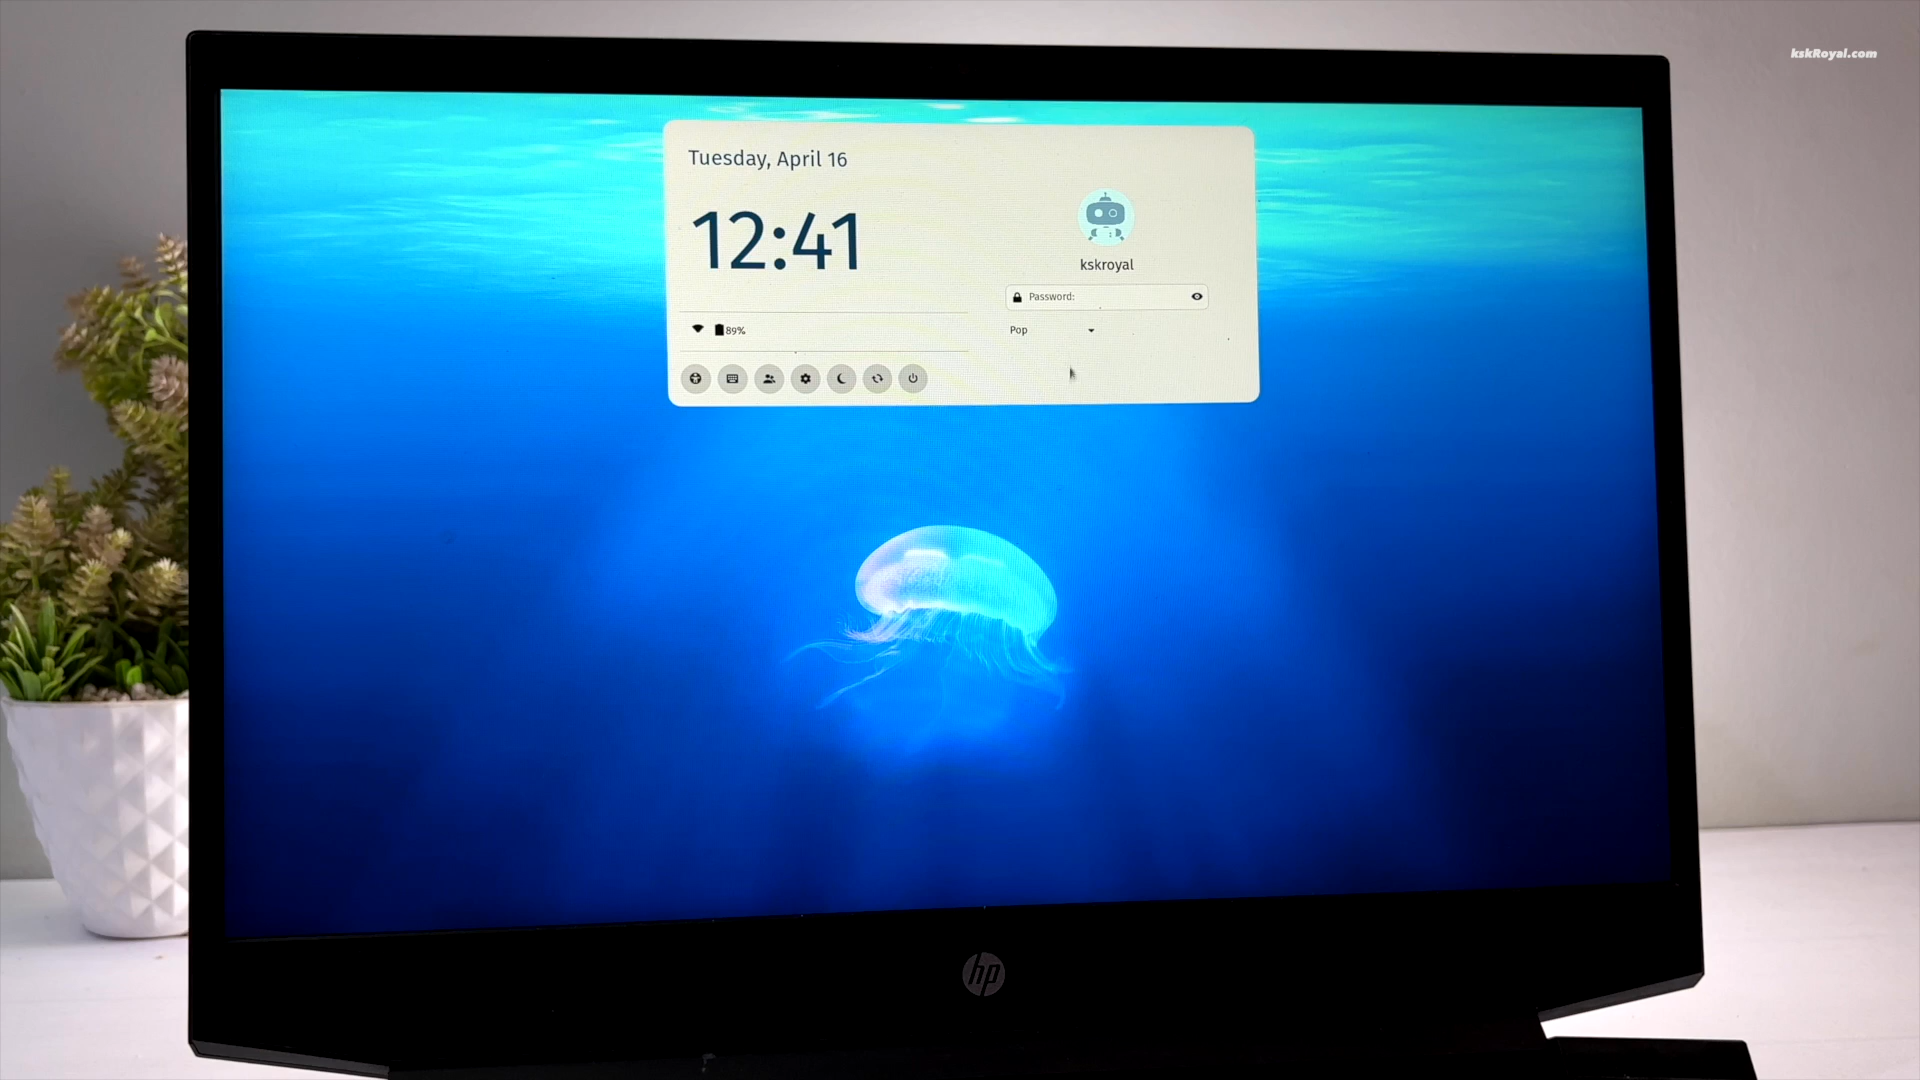 kskRoyal.com
Tuesday, April 16
12:41
kskroyal
Password:
89%
Pop
hp